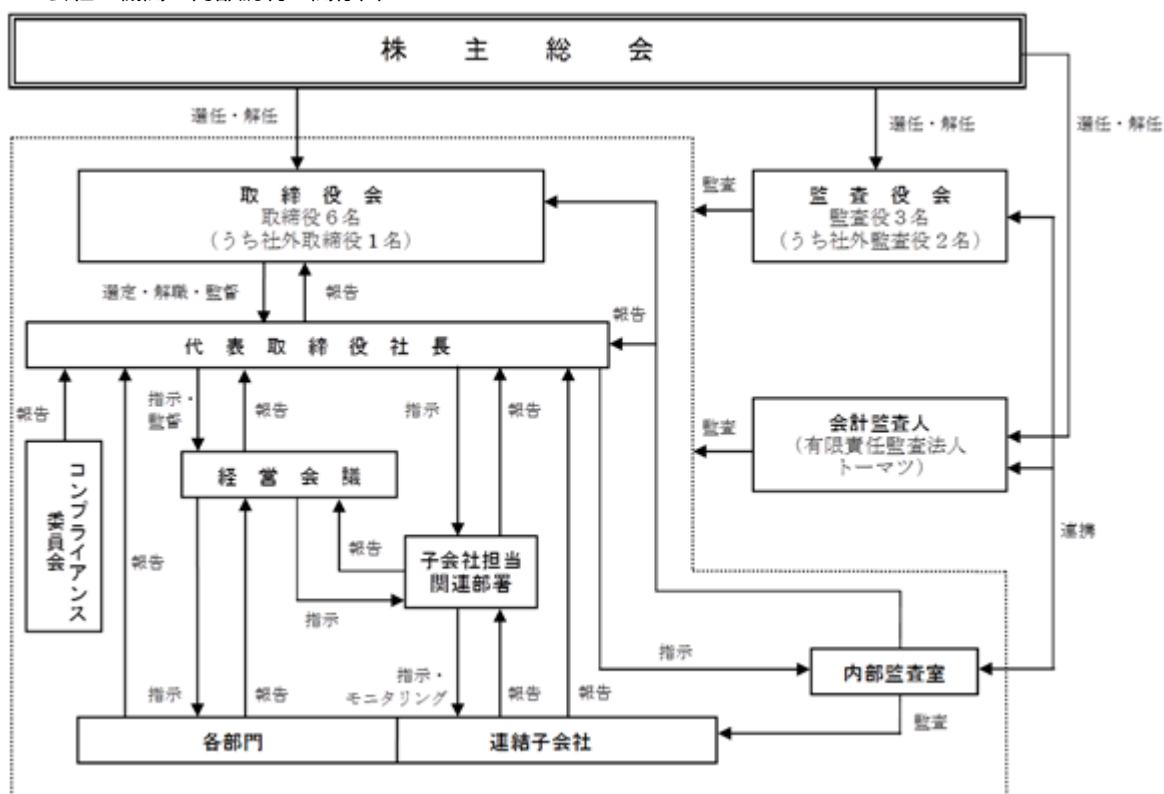 株主総会
選任・解任
選任・解任
選任・解任
取締役会
取締役6名
(うち社外取締役1名)
監査
監査役会
監査役3名
(うち社外監査役2名)
選定・解職・監督
報告
報告
代表取締役社長
報告
指示・
監督
報告
指示
報告
監査
会計監査人
(有限責任監査法人
トーマツ)
コンプライアンス
委員会
経営会議
報告
報告
子会社担当
関連部署
連携
指示
指示
内部監査室
指示
報告
指示・
モニタリング
報告
報告
監査
各部門
連結子会社